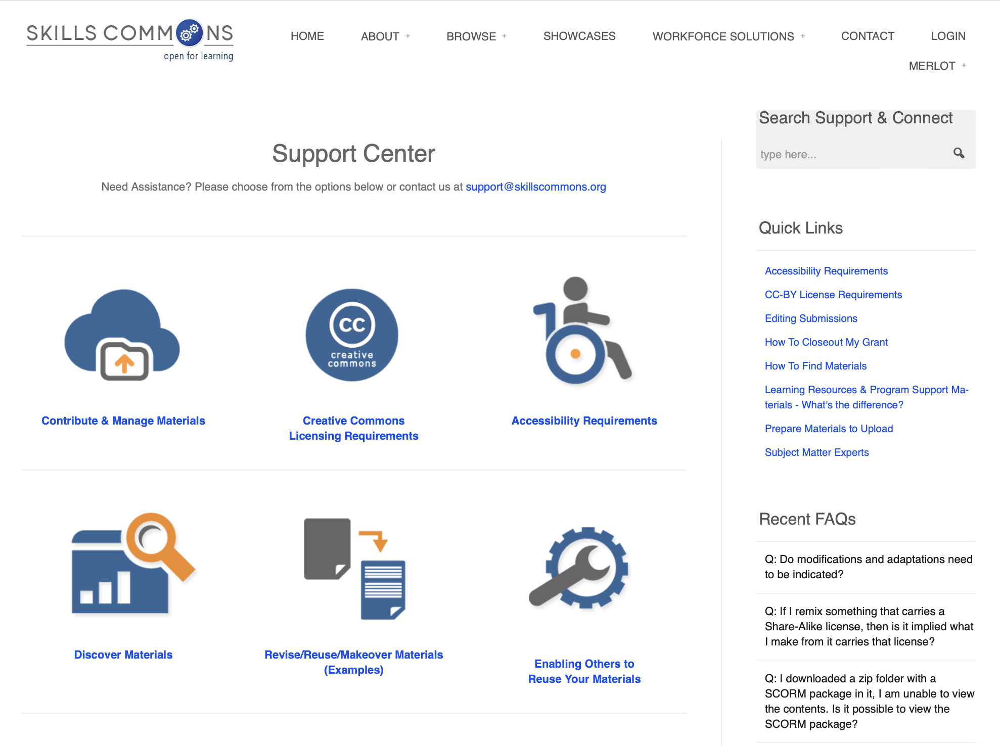 SKILLS COMMONS
open for learning
HOME
ABOUT +
BROWSE +
SHOWCASES
WORKFORCE SOLUTIONS +
CONTACT
LOGIN
MERLOT +
Support Center
Need Assistance? Please choose from the options below or contact us at support@skillscommons.org
cc
creative
commons
Contribute & Manage Materials
Creative Commons
Licensing Requirements
Accessibility Requirements
Discover Materials
Revise/Reuse/Makeover Materials
(Examples)
Enabling Others to
Reuse Your Materials
Search Support & Connect
type here...
Quick Links
Accessibility Requirements
CC-BY License Requirements
Editing Submissions
How To Closeout My Grant
How To Find Materials
Learning Resources & Program Support Ma-
terials - What's the difference?
Prepare Materials to Upload
Subject Matter Experts
Recent FAQs
Q: Do modifications and adaptations need
to be indicated?
Q: If I remix something that carries a
Share-Alike license, then is it implied what
I make from it carries that license?
Q: I downloaded a zip folder with a
SCORM package in it, I am unable to view
the contents. Is it possible to view the
SCORM package?